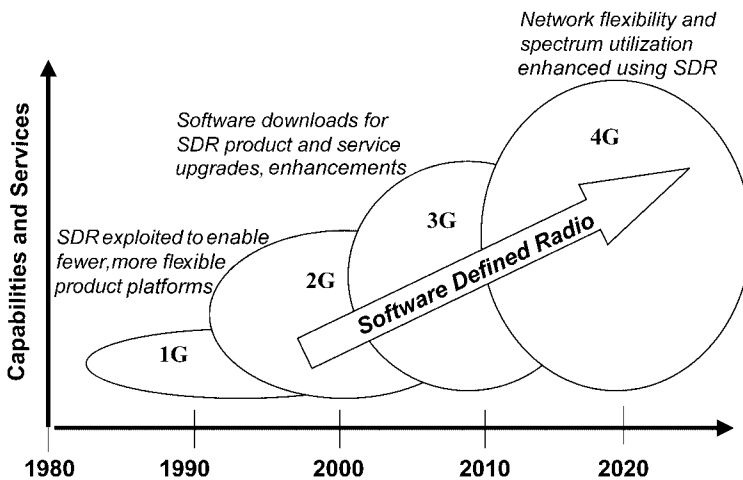 Network flexibility and
spectrum utilization
enhanced using SDR
Software downloads for
SDR product and service
upgrades, enhancements
SDR exploited to enable
fewer, more flexible
product platforms
Capabilities and Services
1G
2G
3G
4G
Software Defined Radio
1980
1990
2000
2010
2020